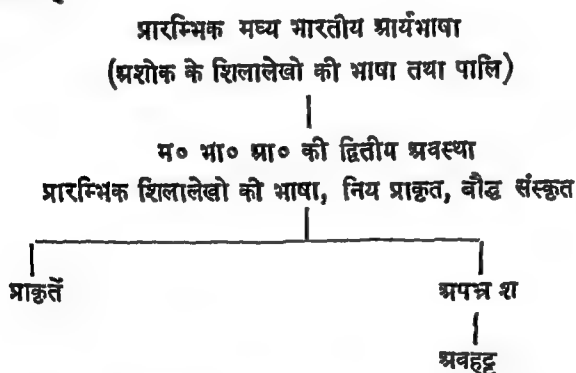 प्रारम्भिक मध्य भारतीय आर्यभाषा
(अशोक के शिलालेखो की भाषा तथा पालि)
म० भा० आ० की द्वितीय अवस्था
प्रारम्भिक शिलालेखो की भाषा, निय प्राकृत, बौद्ध संस्कृत
प्राकृतें अपभ्र श
अवहट्ट